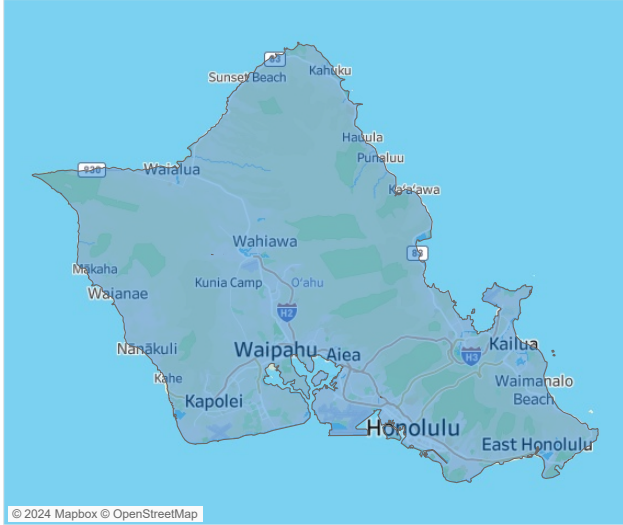 83
Sunset Beach
Kahuku
Hauula
Punaluu
930
Waialua
Ka'a'awa
Wahiawa
83
Mākaha
Kunia Camp
O'ahu
Waianae
H2
Nānākuli
Waipahu
Aiea
H3
Kailua
Kahe
Waimanalo
Beach
Kapolei
Honolulu
East Honolulu
© 2024 Mapbox © OpenStreetMap